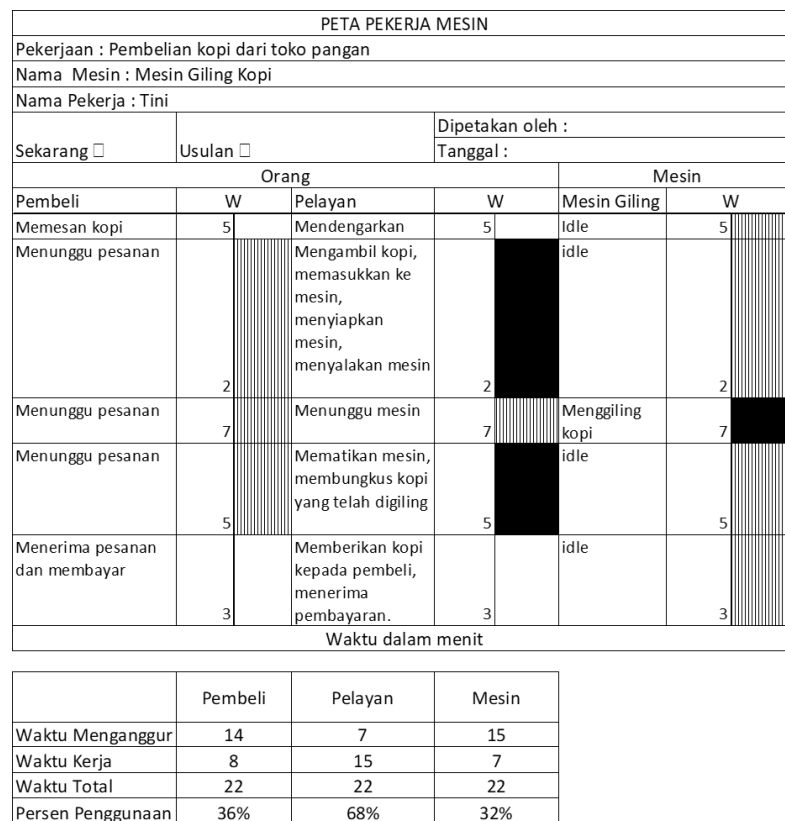 PETA PEKERJA MESIN
Pekerjaan : Pembelian kopi dari toko pangan
Nama Mesin : Mesin Giling Kopi
Nama Pekerja : Tini
Sekarang □ Usulan □ Dipetakan oleh :
Tanggal :
Orang Mesin
Pembeli W Pelayan W Mesin Giling W
Memesan kopi 5 Mendengarkan 5 Idle 5
Menunggu pesanan Mengambil kopi, idle
memasukkan ke
mesin,
menyiapkan
mesin,
menyalakan mesin
2 2 2
Menunggu pesanan Menunggu mesin Menggiling
7 7 kopi 7
Menunggu pesanan Mematikan mesin, idle
membungkus kopi
yang telah digiling
5 5 5
Menerima pesanan Memberikan kopi idle
dan membayar kepada pembeli,
menerima
3 pembayaran. 3 3
Waktu dalam menit
Pembeli Pelayan Mesin
Waktu Menganggur 14 7 15
Waktu Kerja 8 15 7
Waktu Total 22 22 22
Persen Penggunaan 36% 68% 32%